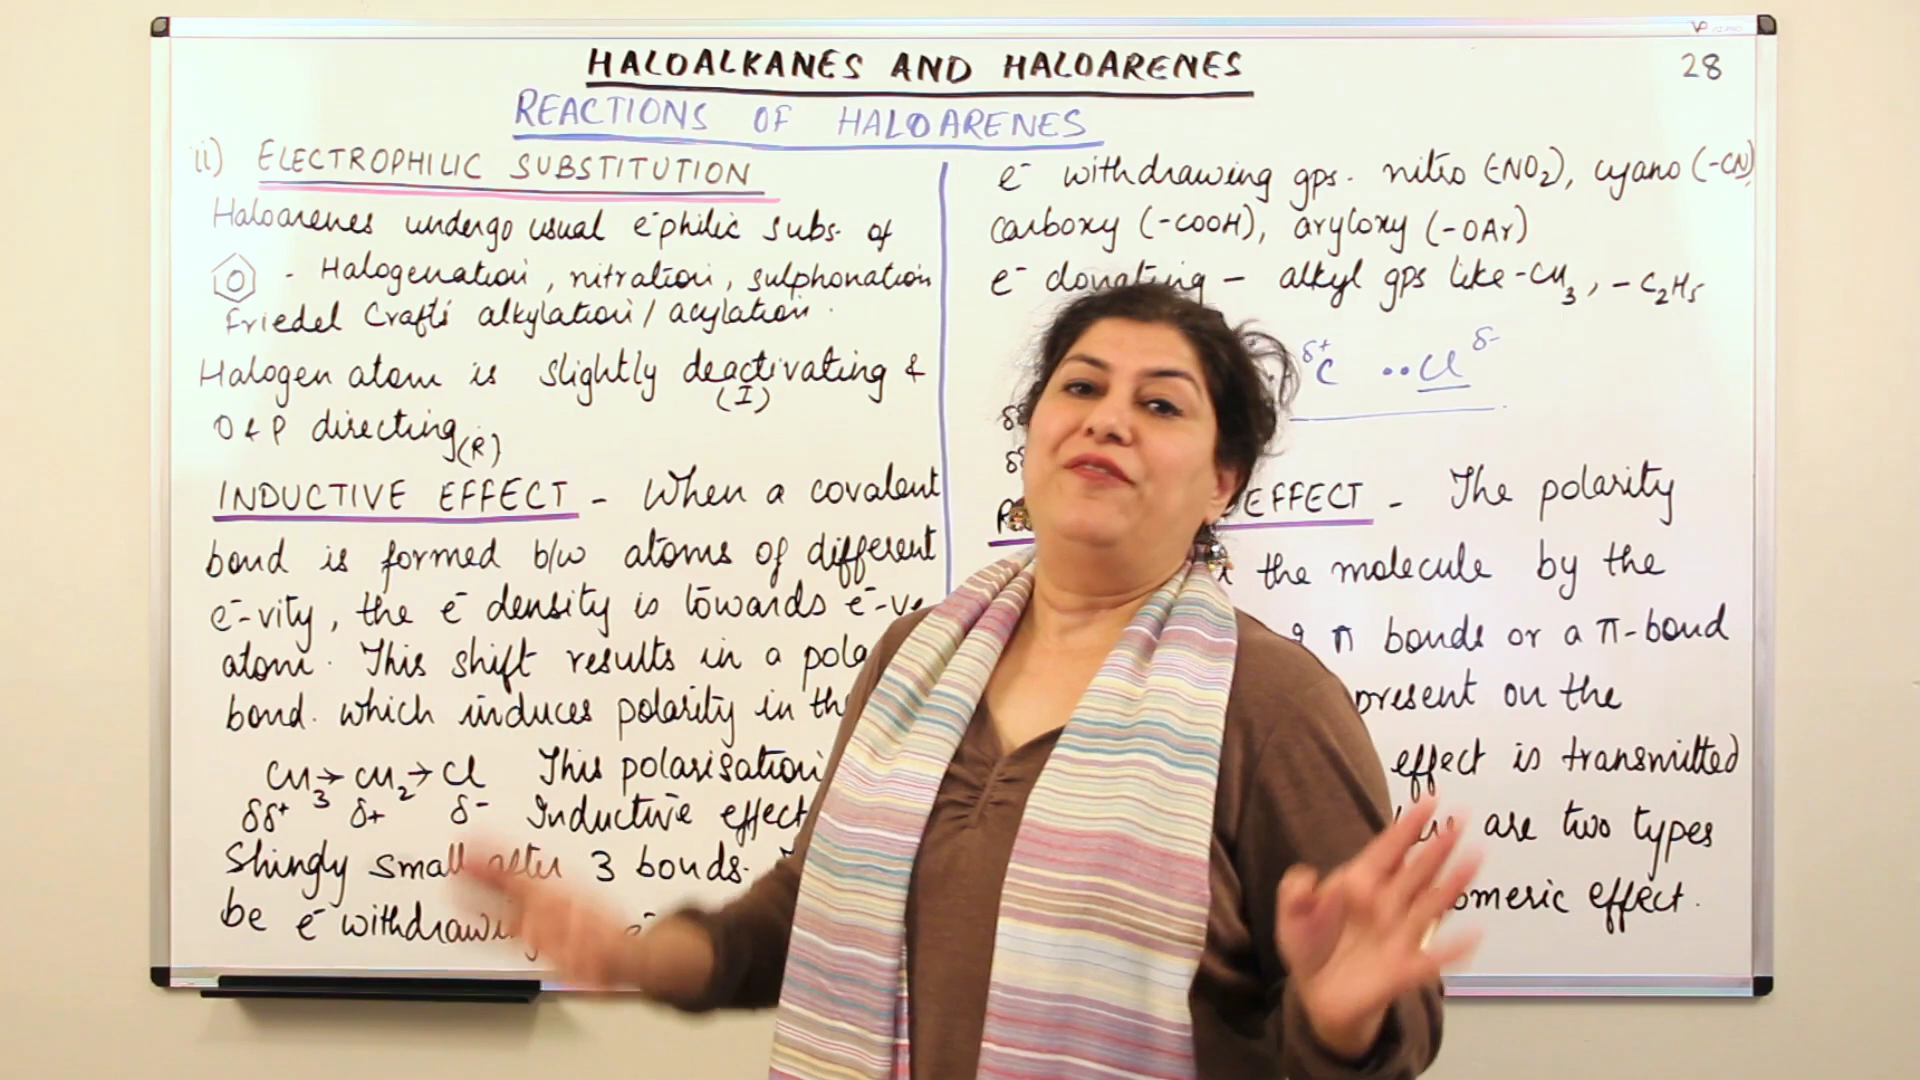 HALOALKANES AND HALOARENES
28
REACTIONS OF HALOARENES
ii) ELECTROPHILIC SUBSTITUTION
Haloarenes undergo usual e⁻philic subs. of
- Halogenation, nitration, sulphonation
Friedel Crafts alkylation/acylation.
Halogen atom is slightly deactivating &
(I)
O & P directing (R)
INDUCTIVE EFFECT - When a covalent
bond is formed b/w atoms of different
e⁻-vity, the e⁻ density is towards e⁻-ve
atom. This shift results in a
bond. which induces polarity in
CH₃→CH₂→Cl This polarisation
δδ+ δ+ δ- Inductive effect
shingly small after 3 bonds.
be e⁻ withdrawing
e⁻ withdrawing gps. nitro (-NO₂), cyano (-CN)
carboxy (-COOH), aryloxy (-OAr)
e⁻ donating - alkyl gps like -CH₃, -C₂H₅
δ+ C •• Cl δ-
EFFECT - The polarity
the molecule by the
π bonds or a π-bond
present on the
effect is transmitted
are two types
effect.